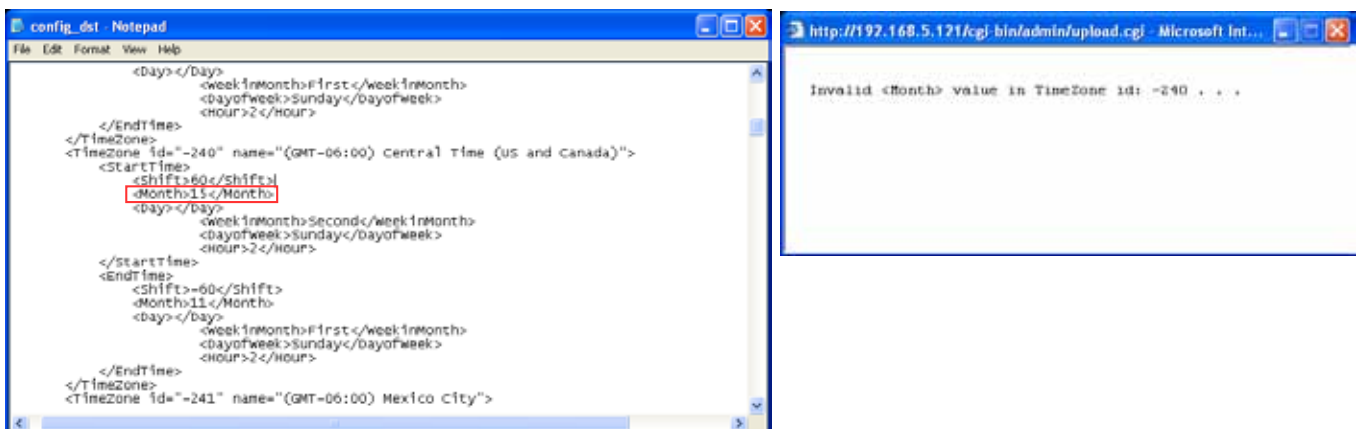 config_dst - Notepad
File Edit Format View Help
<Day></Day>
<WeekInMonth>First</WeekInMonth>
<DayofWeek>Sunday</DayofWeek>
<Hour>2</Hour>
</EndTime>
</TimeZone>
<TimeZone id="-240" name="(GMT-06:00) Central Time (US and Canada)">
<StartTime>
<Shift>60</Shift>
<Month>15</Month>
<Day></Day>
<WeekInMonth>Second</WeekInMonth>
<DayofWeek>Sunday</DayofWeek>
<Hour>2</Hour>
</StartTime>
<EndTime>
<Shift>-60</Shift>
<Month>11</Month>
<Day></Day>
<WeekInMonth>First</WeekInMonth>
<DayofWeek>Sunday</DayofWeek>
<Hour>2</Hour>
</EndTime>
</TimeZone>
<TimeZone id="-241" name="(GMT-06:00) Mexico City">
http://192.168.5.121/cgi-bin/admin/upload.cgi - Microsoft Int...
Invalid <Month> value in TimeZone id: -240 . . .